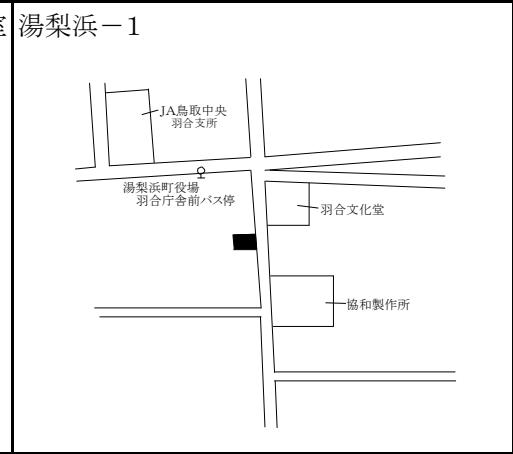 室
湯梨浜－1
JA鳥取中央
羽合支所
湯梨浜町役場
羽合庁舎前バス停
羽合文化堂
協和製作所